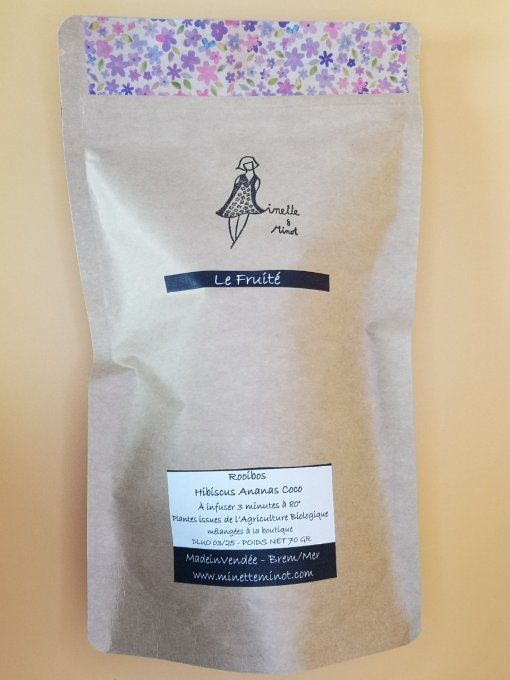 inette
&
Minot
Le Fruité
Rooibos
Hibiscus Ananas Coco
À infuser 3 minutes à 80°
Plantes issues de l'Agriculture Biologique
mélangées à la boutique
DLUO 03/25 - POIDS NET 70 GR
MadeinVendée - Brem/Mer
www.minetteminot.com